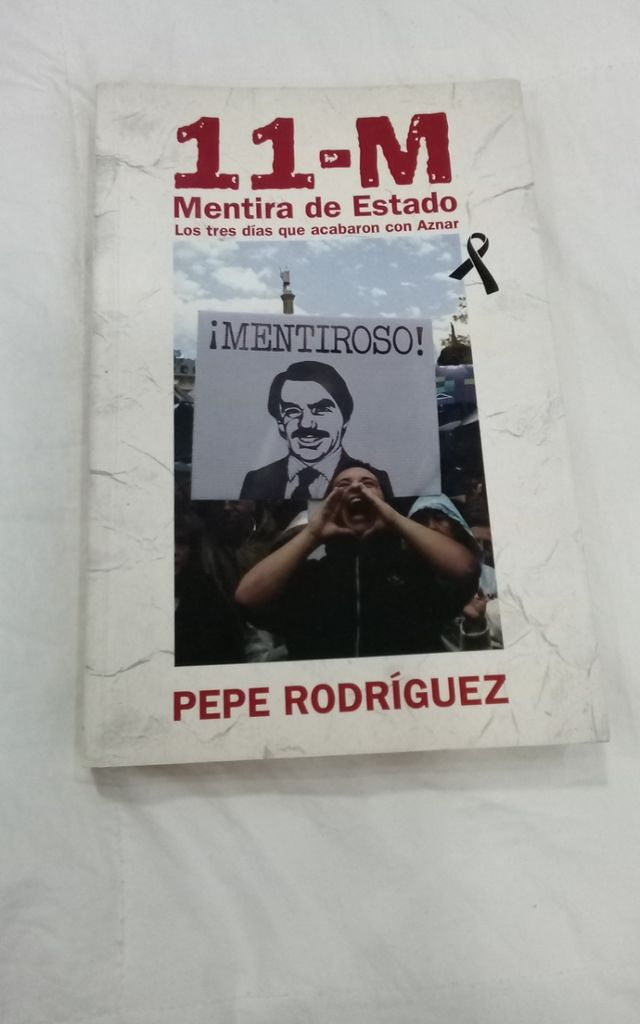 11-M
Mentira de Estado
Los tres días que acabaron con Aznar
¡MENTIROSO!
PEPE RODRÍGUEZ